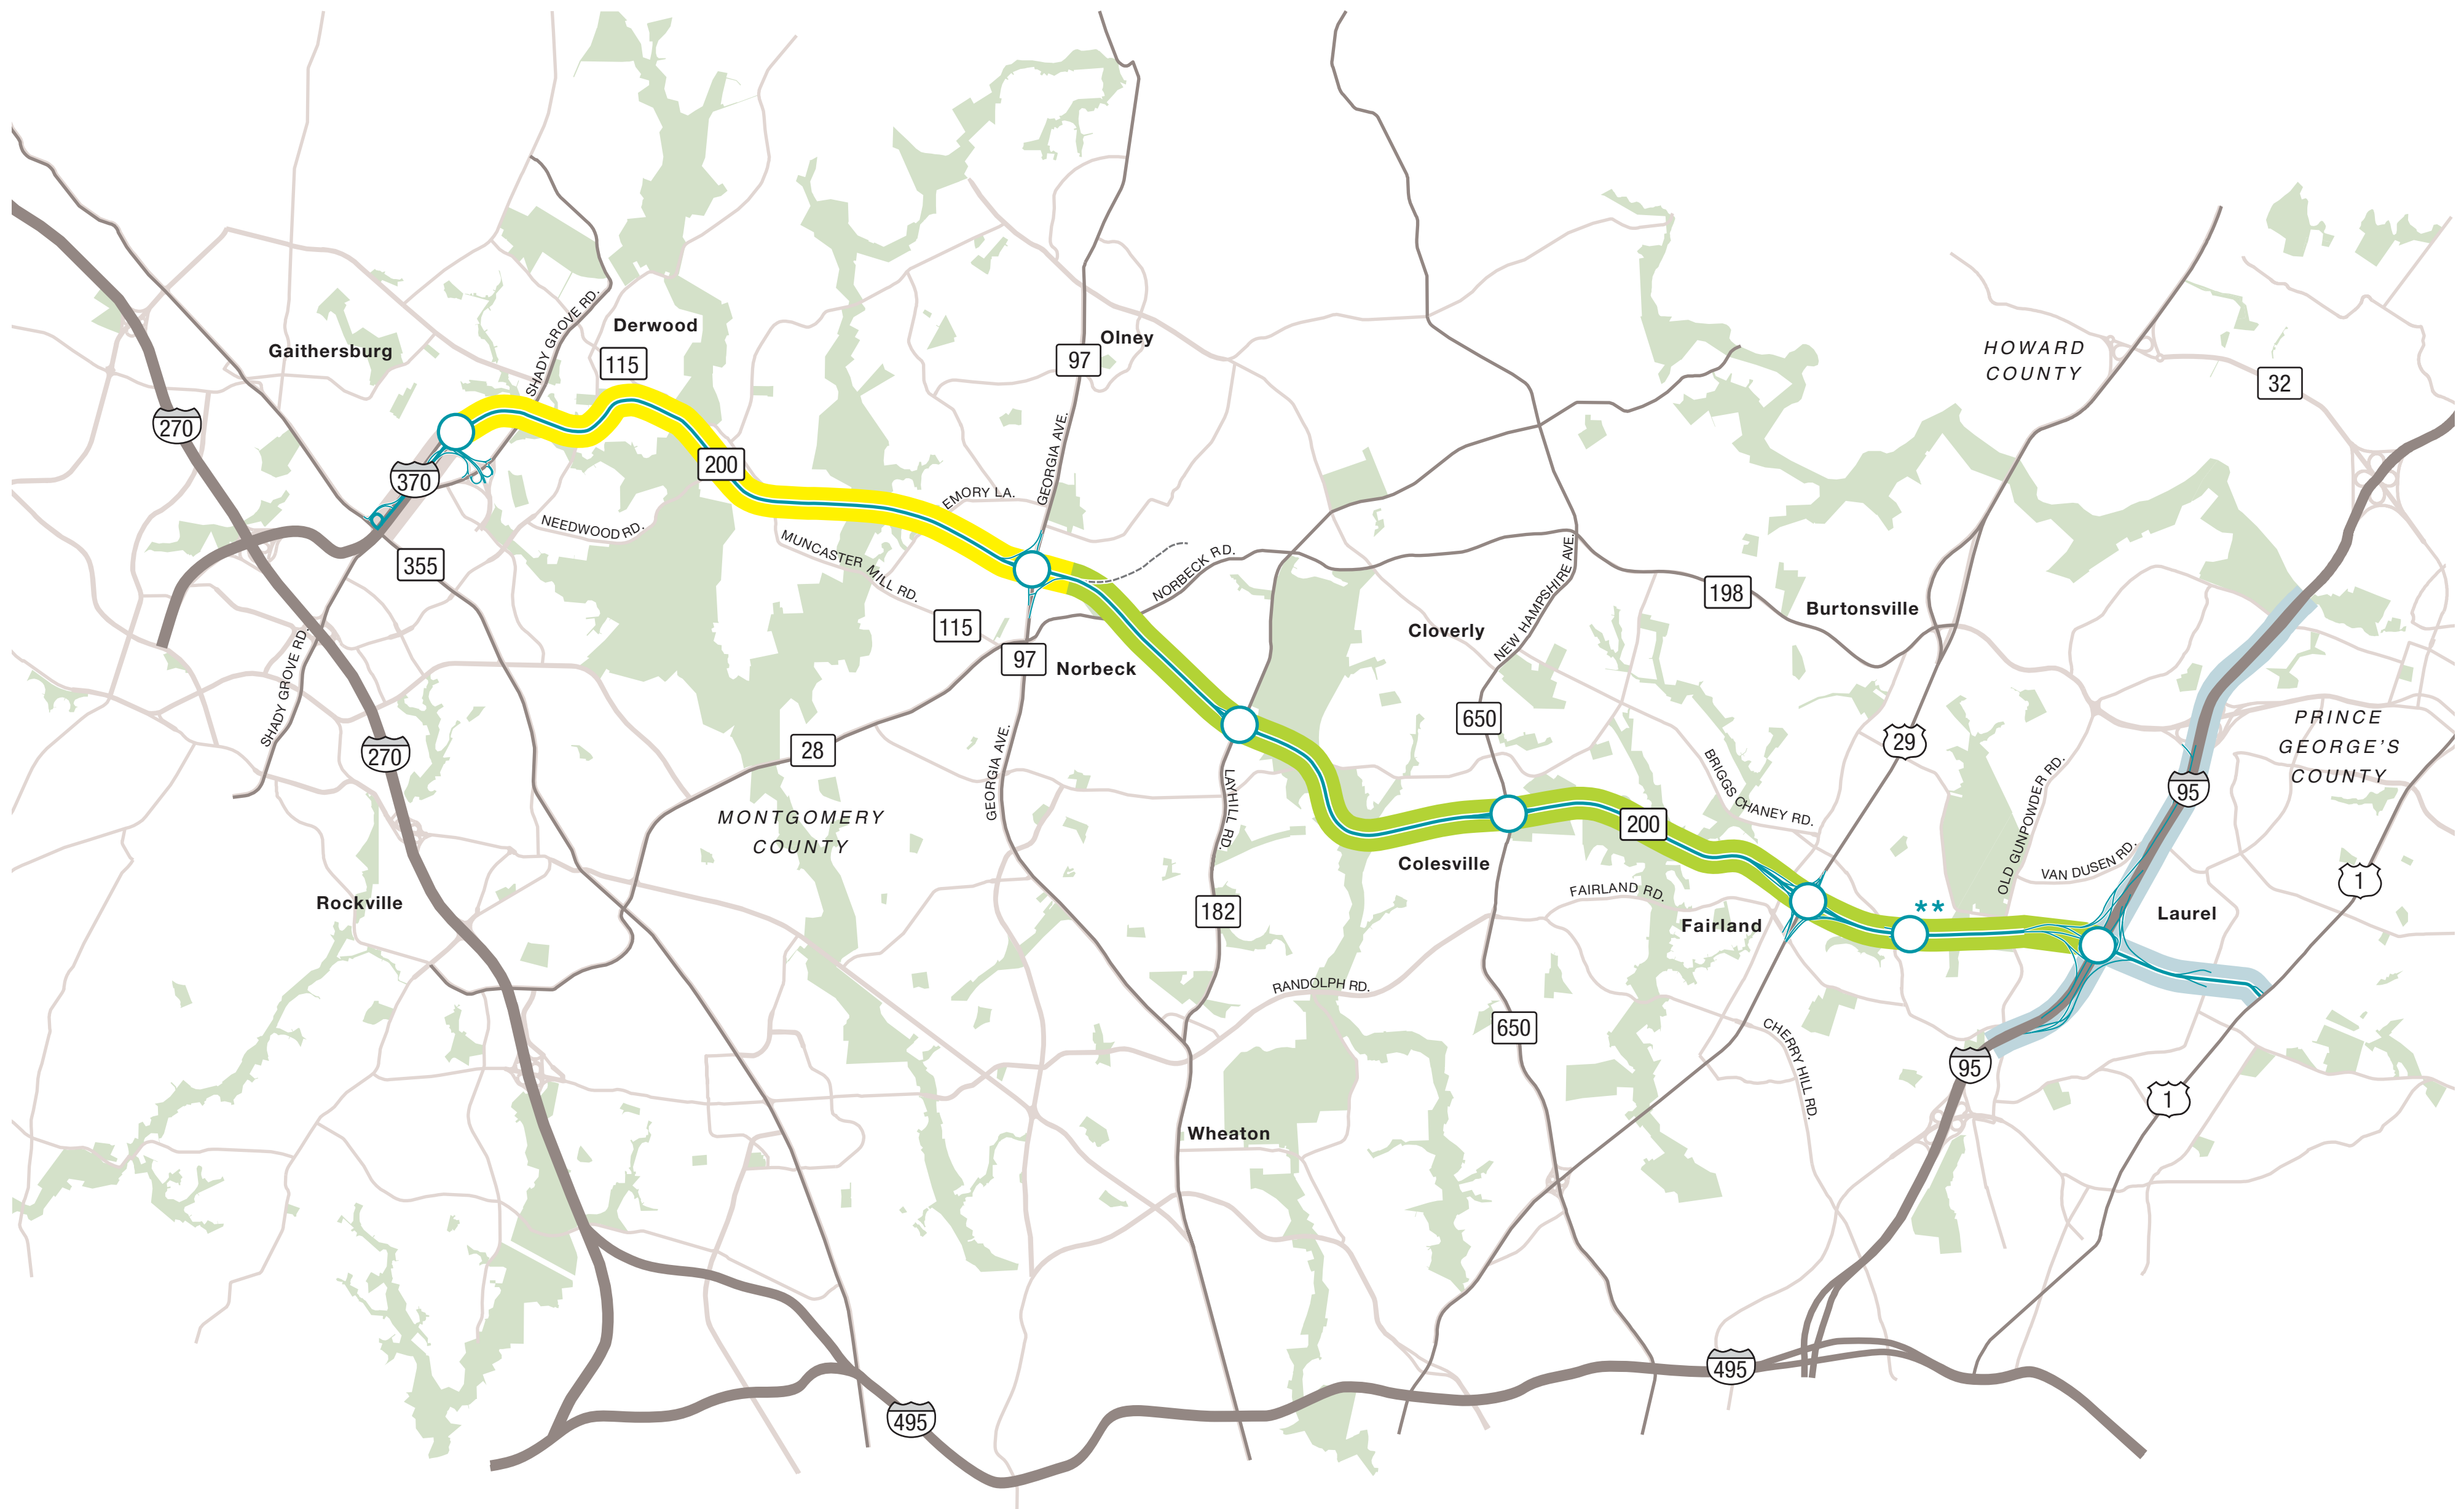 Derwood
Gaithersburg
SHADY GROVE RD.
115
Olney
97
HOWARD
COUNTY
32
270
370
200
GEORGIA AVE.
EMORY LA.
NEEDWOOD RD.
MUNCASTER MILL RD.
355
NORBECK RD.
115
97
Norbeck
Cloverly
NEW HAMPSHIRE AVE.
198
Burtonsville
SHADY GROVE RD.
270
28
GEORGIA AVE.
650
29
PRINCE
GEORGE'S
COUNTY
95
MONTGOMERY
COUNTY
LAYHILL RD.
BRIGGS CHANEY RD.
200
OLD GUNPOWDER RD.
VAN DUSEN RD.
Colesville
1
Rockville
182
FAIRLAND RD.
Fairland
**
Laurel
RANDOLPH RD.
650
CHERRY HILL RD.
95
1
Wheaton
495
495